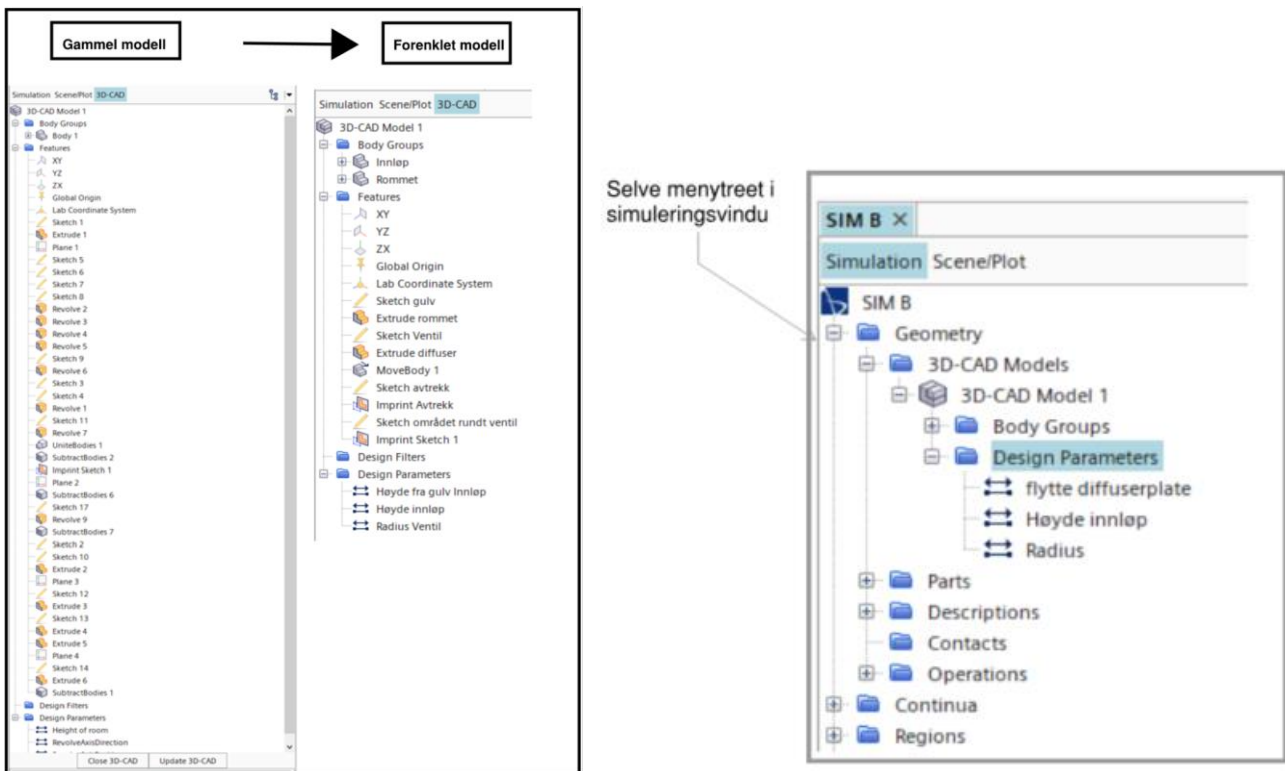 Gammel modell
Forenklet modell
Simulation Scene/Plot 3D-CAD
3D-CAD Model 1
Body Groups
Body 1
Features
XY
YZ
ZX
Global Origin
Lab Coordinate System
Sketch 1
Extrude 1
Plane 1
Sketch 5
Sketch 6
Sketch 7
Sketch 8
Revolve 2
Revolve 3
Revolve 4
Revolve 5
Sketch 9
Revolve 6
Sketch 3
Sketch 4
Revolve 1
Sketch 11
Revolve 7
UniteBodies 1
SubtractBodies 2
Imprint Sketch 1
Plane 2
SubtractBodies 6
Sketch 17
Revolve 9
SubtractBodies 7
Sketch 2
Sketch 10
Extrude 2
Plane 3
Sketch 12
Extrude 3
Sketch 13
Extrude 4
Extrude 5
Plane 4
Sketch 14
Extrude 6
SubtractBodies 1
Design Filters
Design Parameters
Height of room
RevolveAxisDirection
Close 3D-CAD Update 3D-CAD
Simulation Scene/Plot 3D-CAD
3D-CAD Model 1
Body Groups
Innløp
Rommet
Features
XY
YZ
ZX
Global Origin
Lab Coordinate System
Sketch gulv
Extrude rommet
Sketch Ventil
Extrude diffuser
MoveBody 1
Sketch avtrekk
Imprint Avtrekk
Sketch området rundt ventil
Imprint Sketch 1
Design Filters
Design Parameters
Høyde fra gulv Innløp
Høyde innløp
Radius Ventil
Selve menytreet i
simuleringsvindu
SIM B ×
Simulation Scene/Plot
SIM B
Geometry
3D-CAD Models
3D-CAD Model 1
Body Groups
Design Parameters
flytte diffuserplate
Høyde innløp
Radius
Parts
Descriptions
Contacts
Operations
Continua
Regions